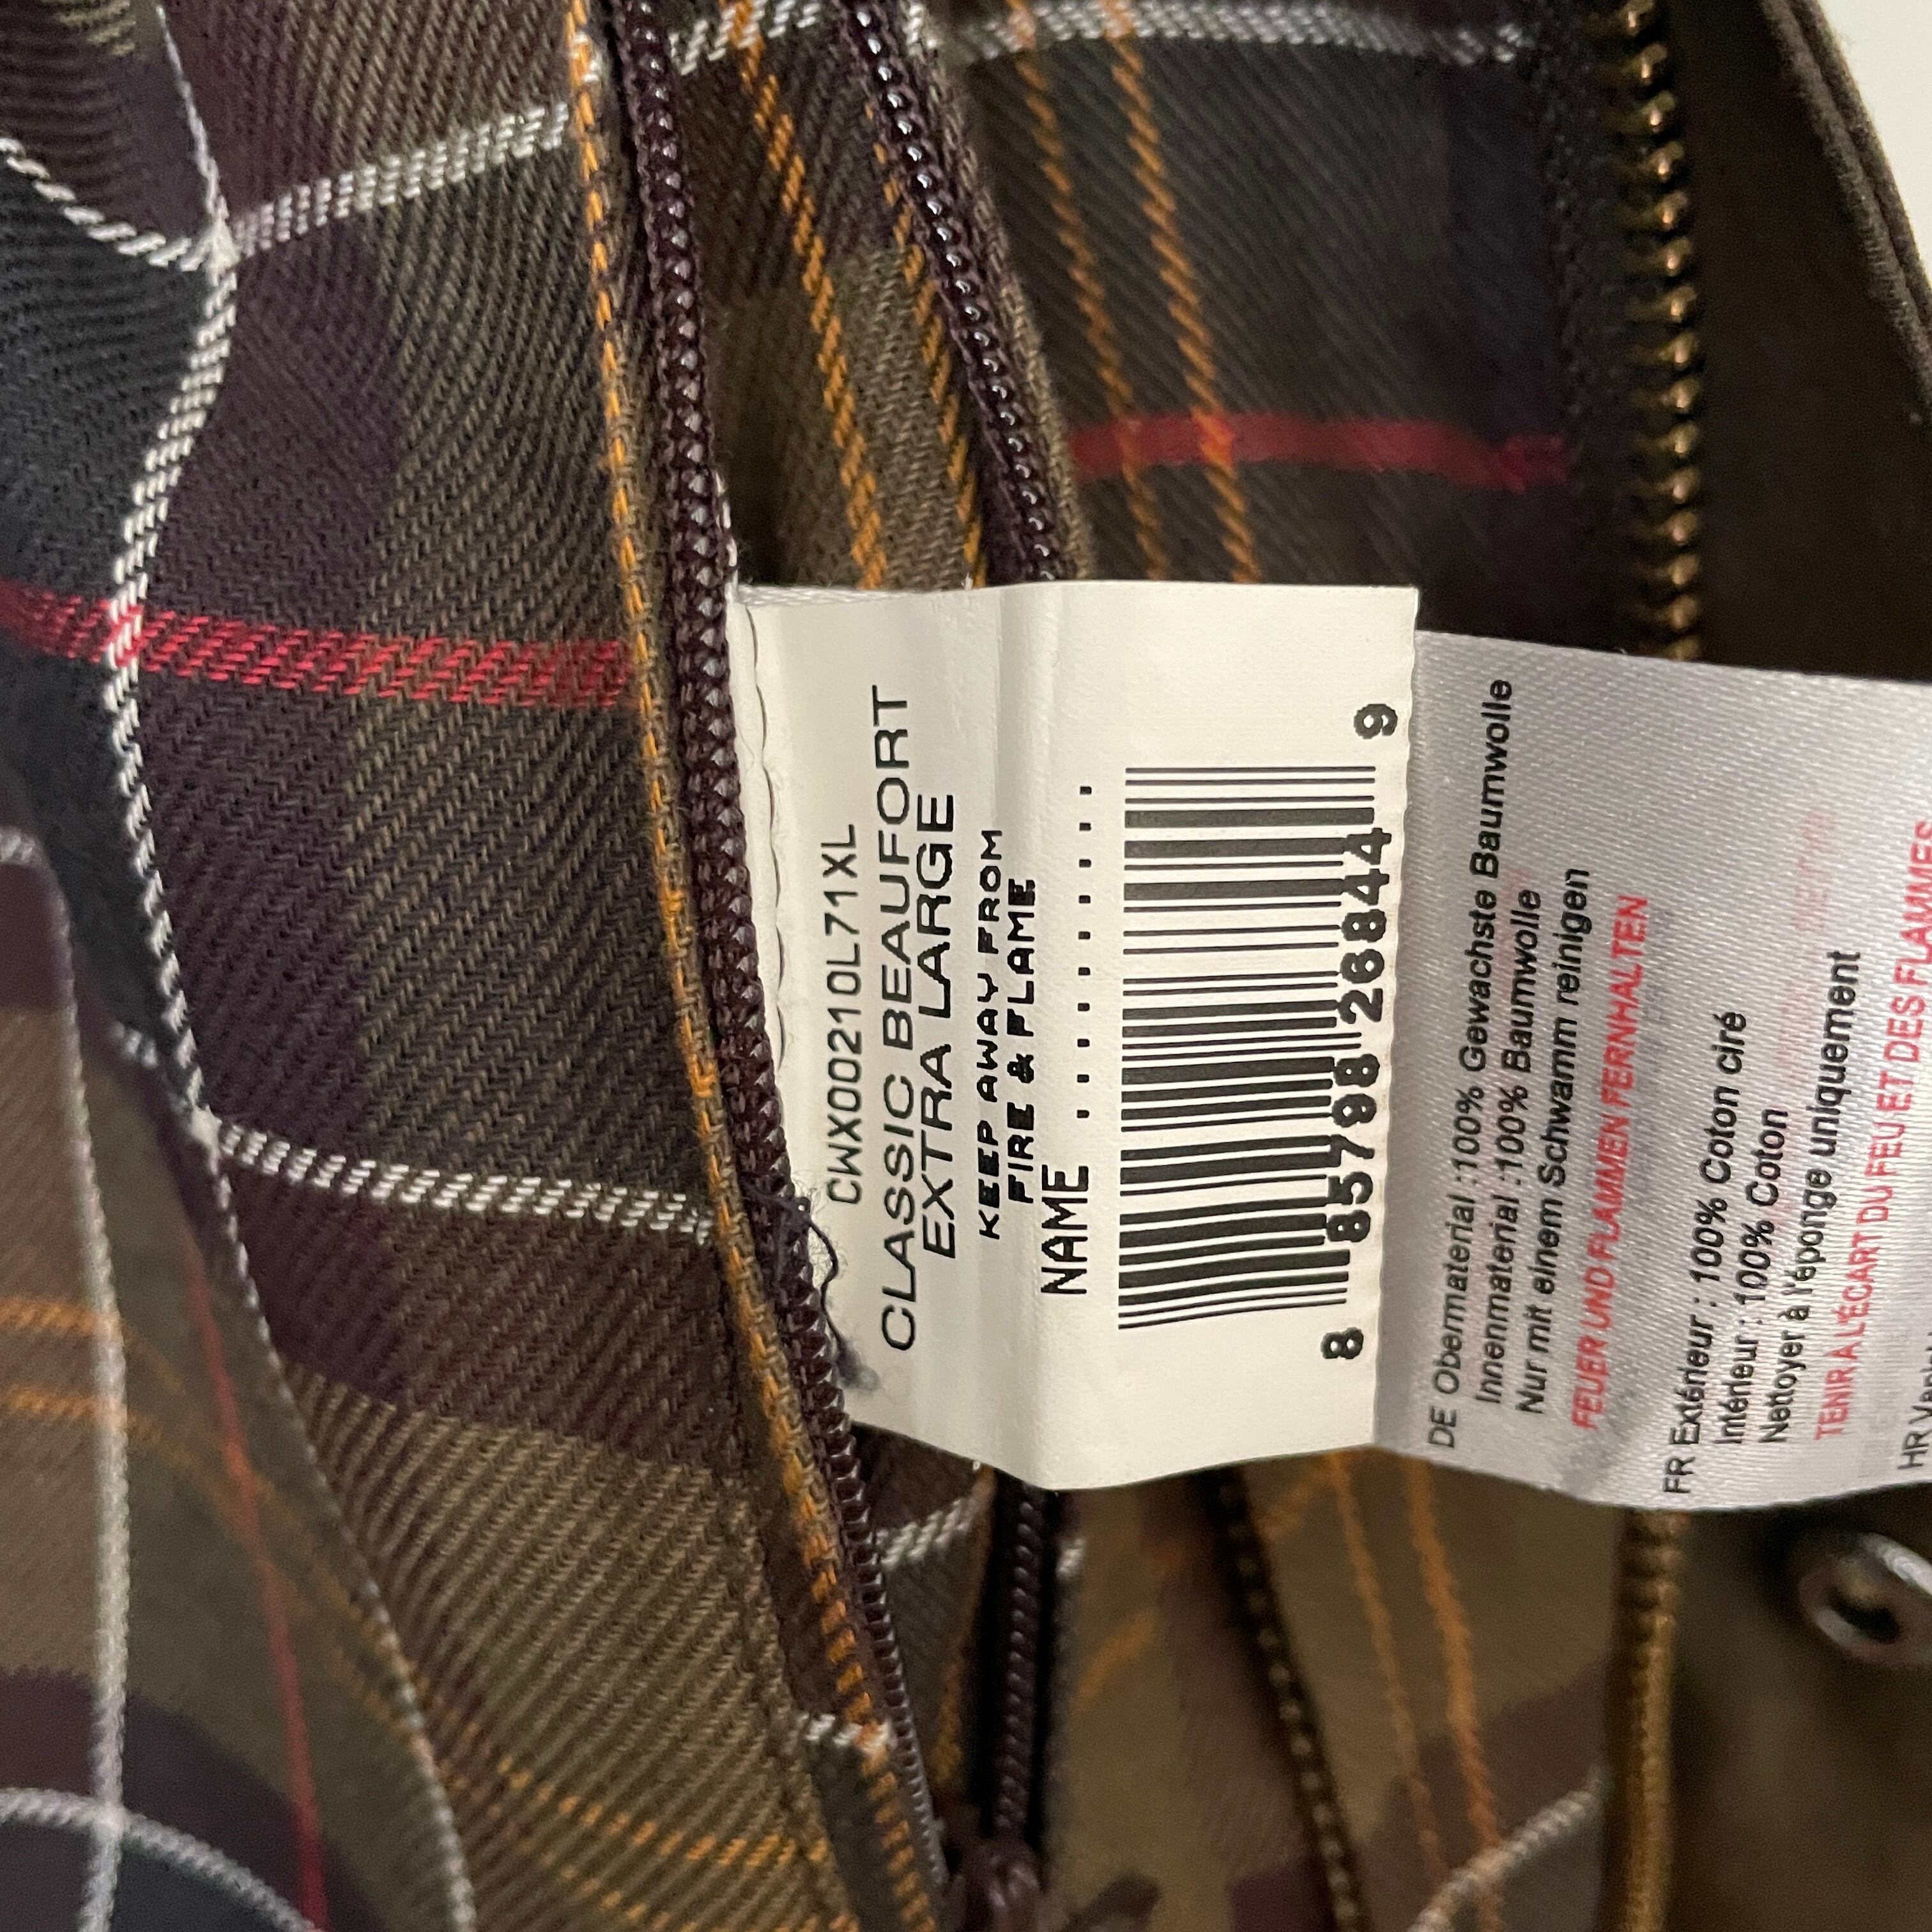 CWX0021OL71XL
CLASSIC BEAUFORT
EXTRA LARGE
KEEP AWAY FROM
FIRE & FLAME
NAME ..........
8 85798 26844 9
DE Obermaterial :100% Gewachste Baumwolle
Innenmaterial :100% Baumwolle
Nur mit einem Schwamm reinigen
FEUER UND FLAMMEN FERNHALTEN
FR Extérieur : 100% Coton ciré
Intérieur : 100% Coton
Nettoyer à l'éponge uniquement
TENIR A L'ÉCART DU FEU ET DES FLAMMES
HR